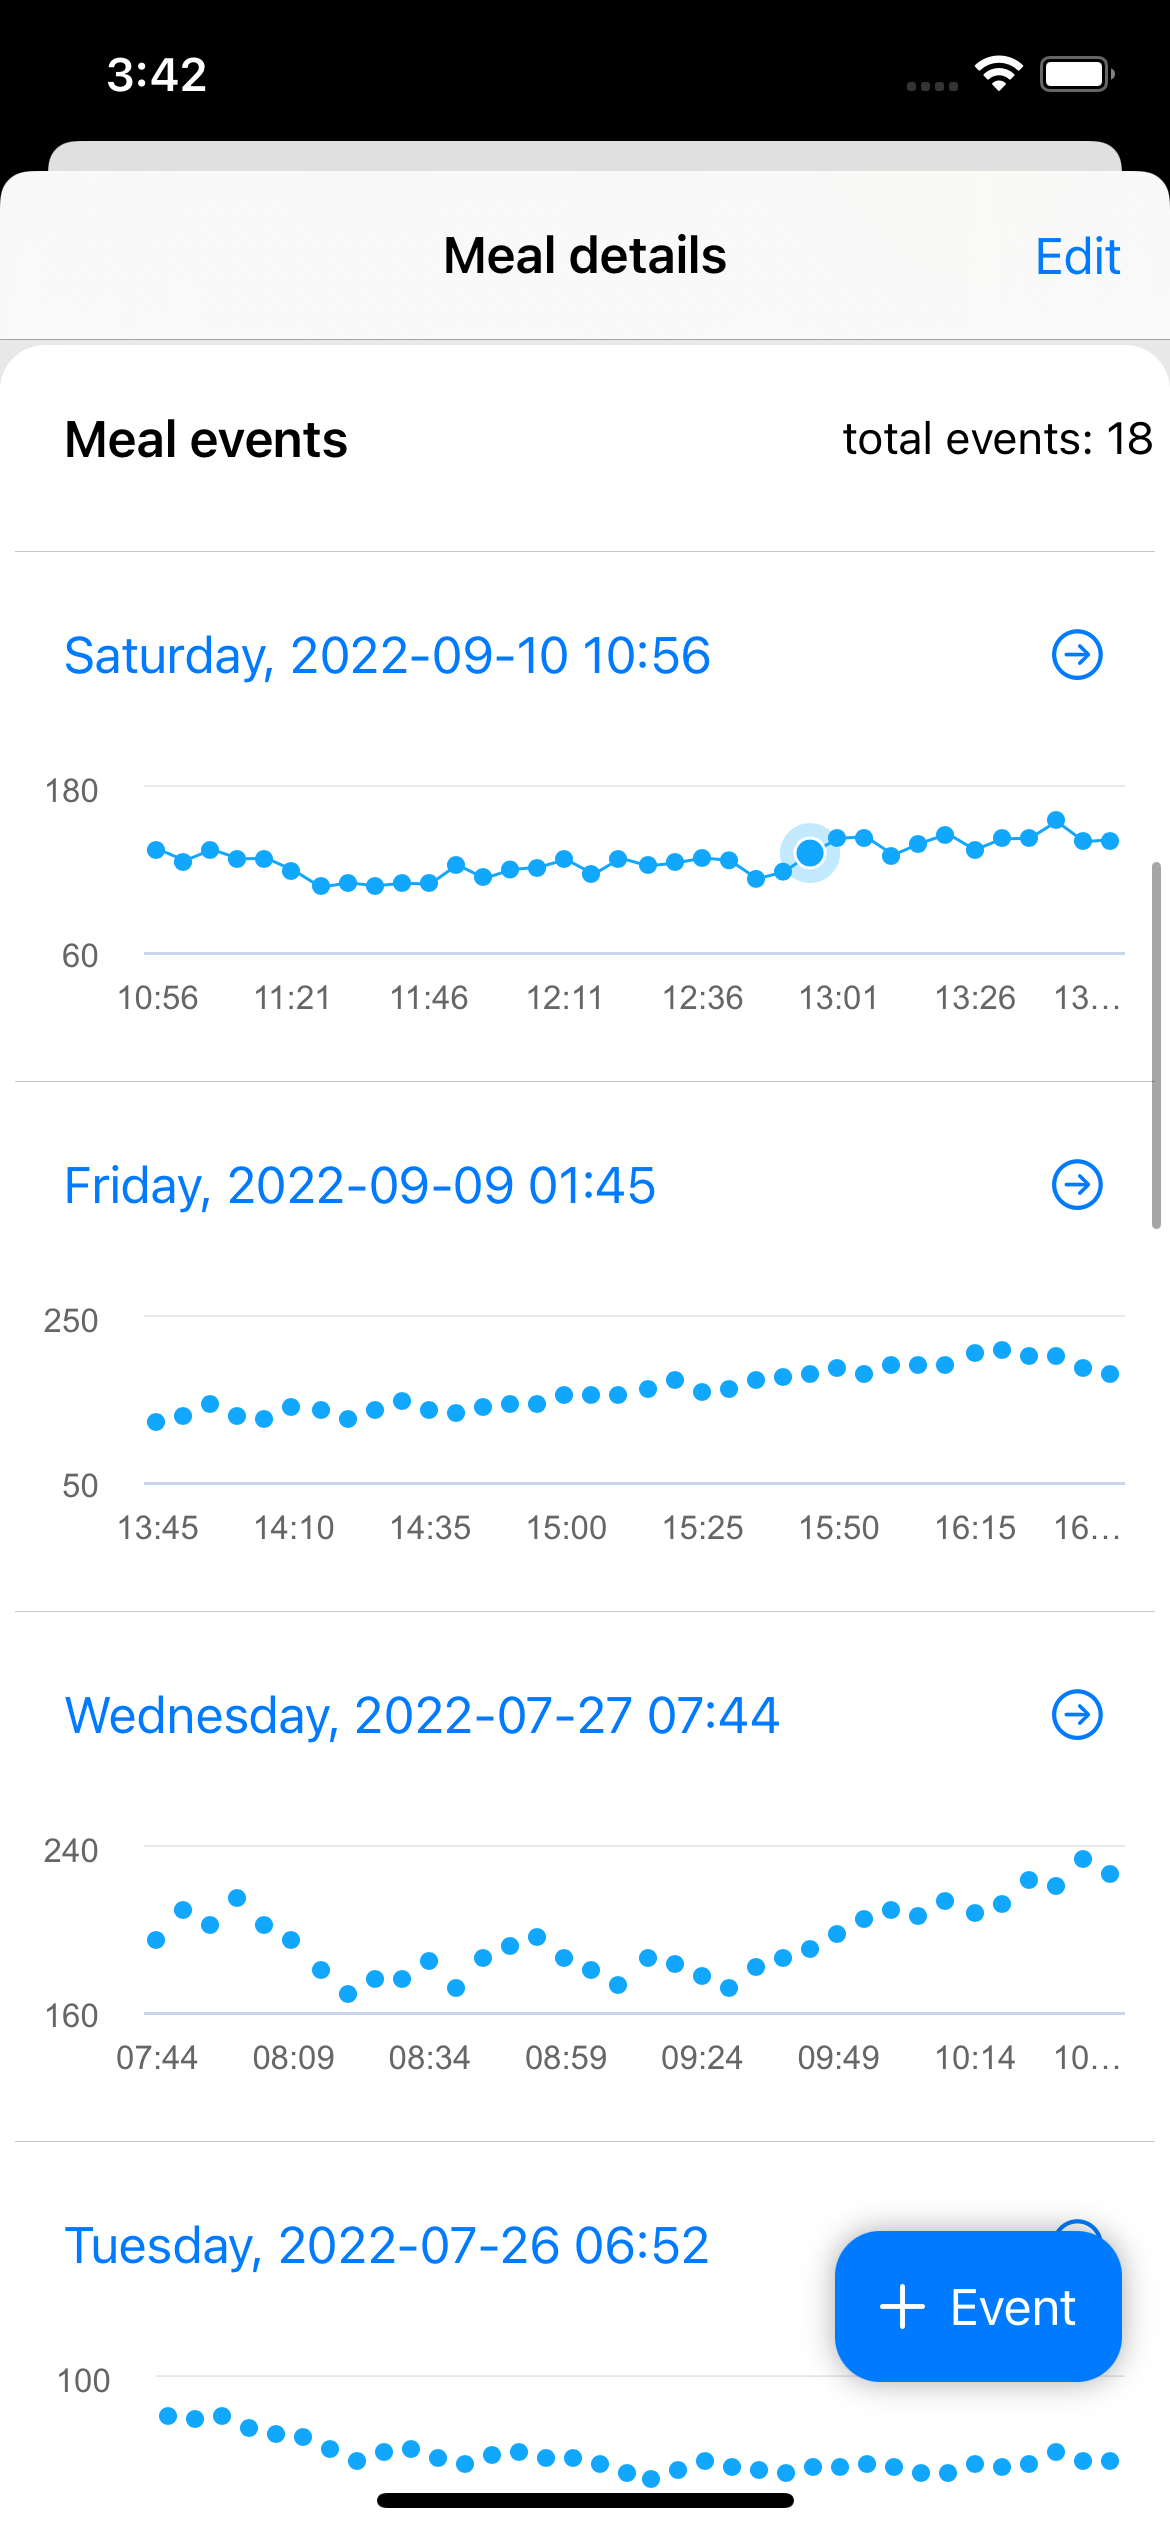 3:42
Meal details
Edit
Meal events
total events: 18
Saturday, 2022-09-10 10:56
180
60
10:56 11:21 11:46 12:11 12:36 13:01 13:26 13...
Friday, 2022-09-09 01:45
250
50
13:45 14:10 14:35 15:00 15:25 15:50 16:15 16...
Wednesday, 2022-07-27 07:44
240
160
07:44 08:09 08:34 08:59 09:24 09:49 10:14 10...
Tuesday, 2022-07-26 06:52
+ Event
100